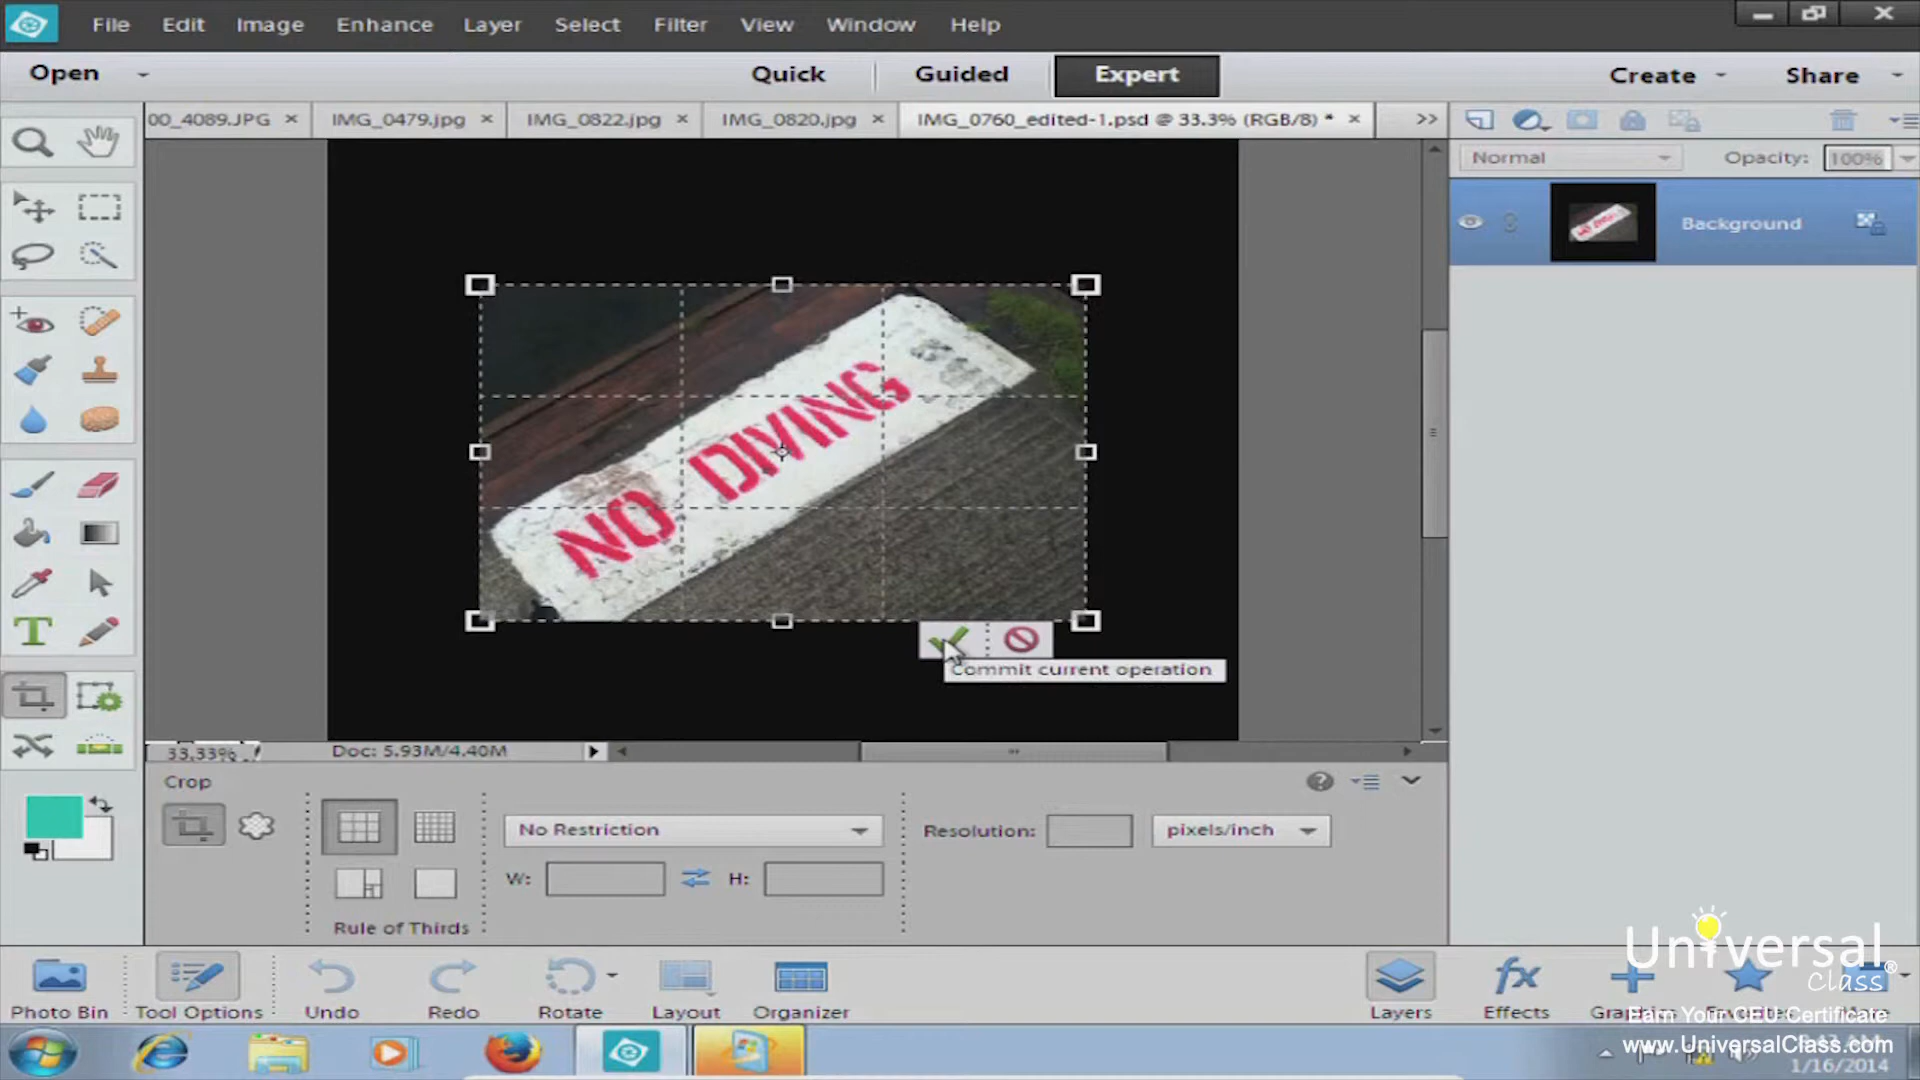 File Edit Image Enhance Layer Select Filter View Window Help
Open Quick Guided Expert Create Share
00_4089.JPG × IMG_0479.jpg × IMG_0822.jpg × IMG_0820.jpg × IMG_0760_edited-1.psd @ 33.3% (RGB/8) * × >>
Normal Opacity: 100%
Background
NO DIVING
Commit current operation
33.33% Doc: 5.93M/4.40M
Crop
No Restriction Resolution: pixels/inch
W: H:
Rule of Thirds
Universal®
Class
Photo Bin Tool Options Undo Redo Rotate Layout Organizer Layers fx Effects
Earn Your CEU Certificate
www.UniversalClass.com
1/16/2014